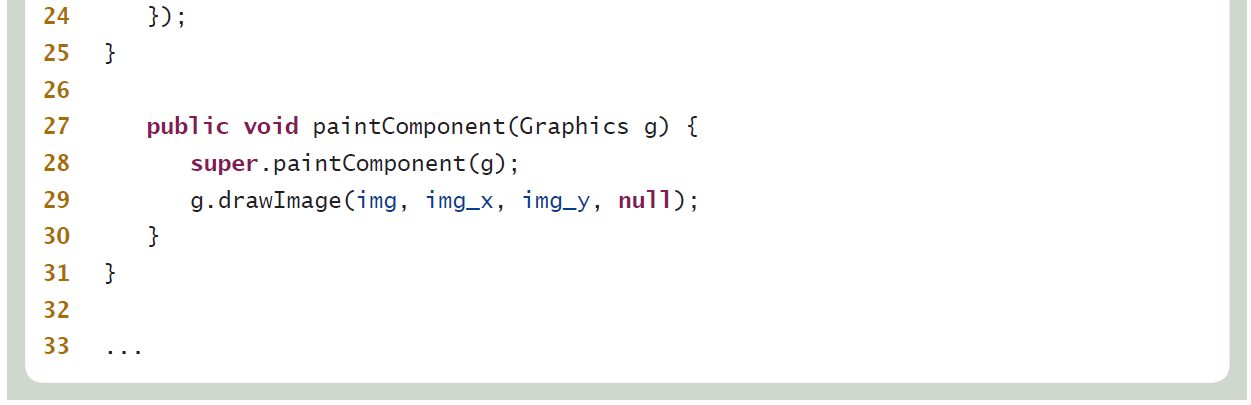 24 });
25 }
26
27 public void paintComponent(Graphics g) {
28 super.paintComponent(g);
29 g.drawImage(img, img_x, img_y, null);
30 }
31 }
32
33 ...